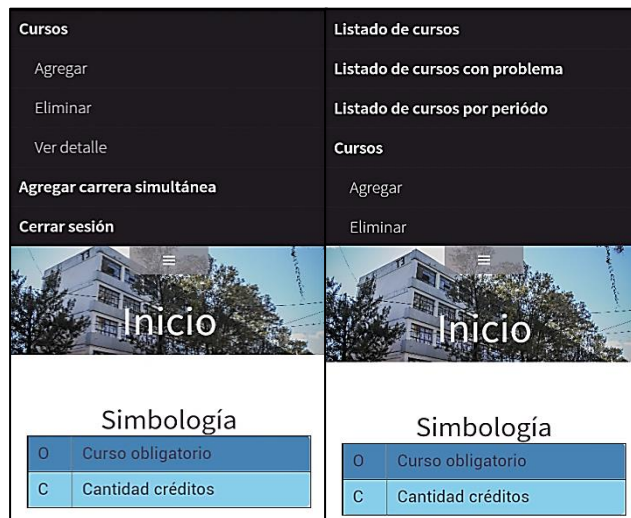 Cursos
Agregar
Eliminar
Ver detalle
Agregar carrera simultánea
Cerrar sesión
Inicio
Simbología
O Curso obligatorio
C Cantidad créditos
Listado de cursos
Listado de cursos con problema
Listado de cursos por periódo
Cursos
Agregar
Eliminar
Inicio
Simbología
O Curso obligatorio
C Cantidad créditos